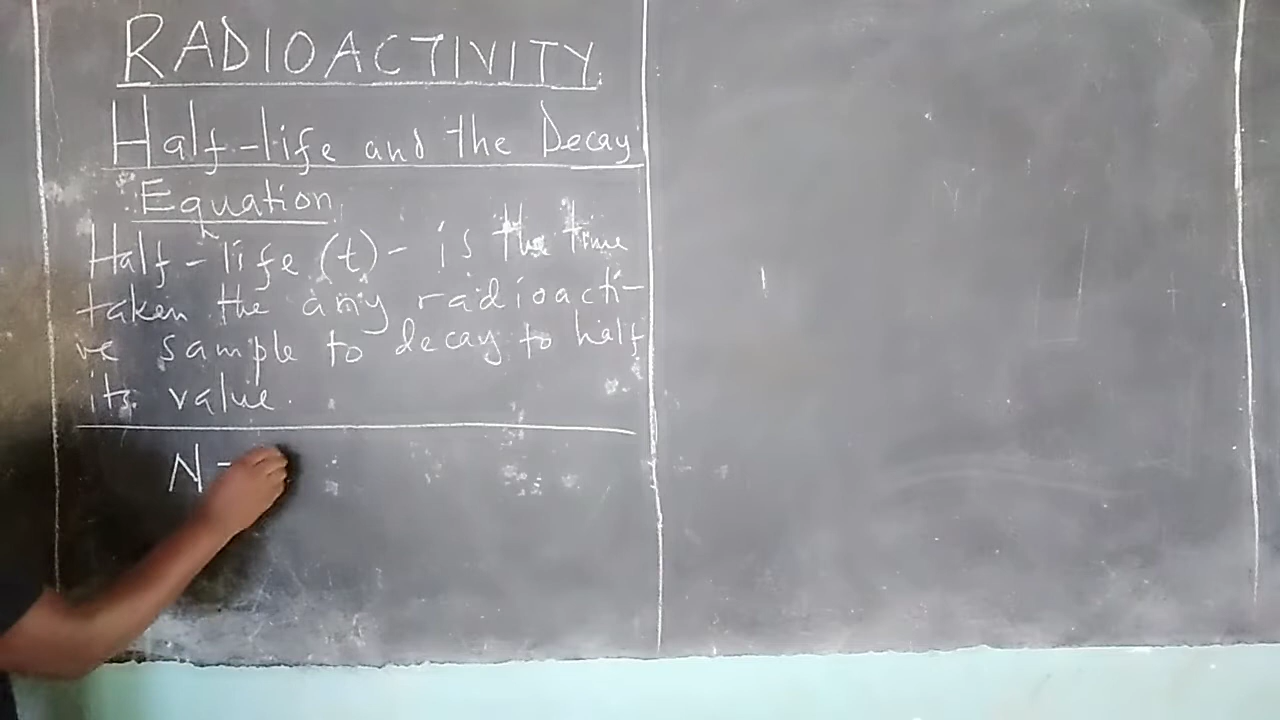 RADIOACTIVITY
Half-life and the Decay
Equation
Half-life (t) - is the time
taken the any radioacti-
ve sample to decay to half
its value.
N =